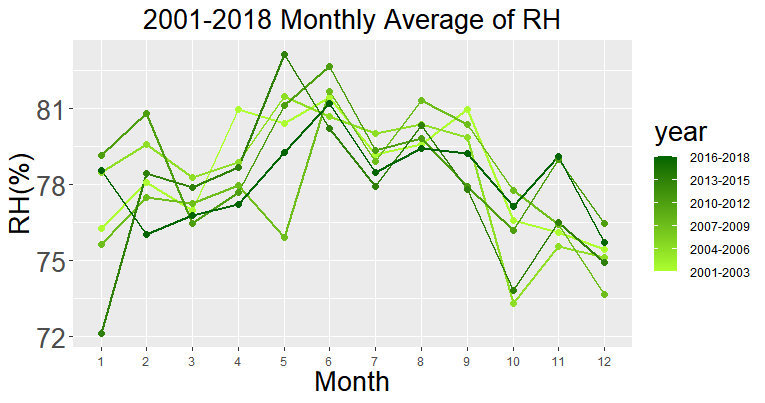 2001-2018 Monthly Average of RH
RH(%)
81
78
75
72
1 2 3 4 5 6 7 8 9 10 11 12
Month
year
2016-2018
2013-2015
2010-2012
2007-2009
2004-2006
2001-2003